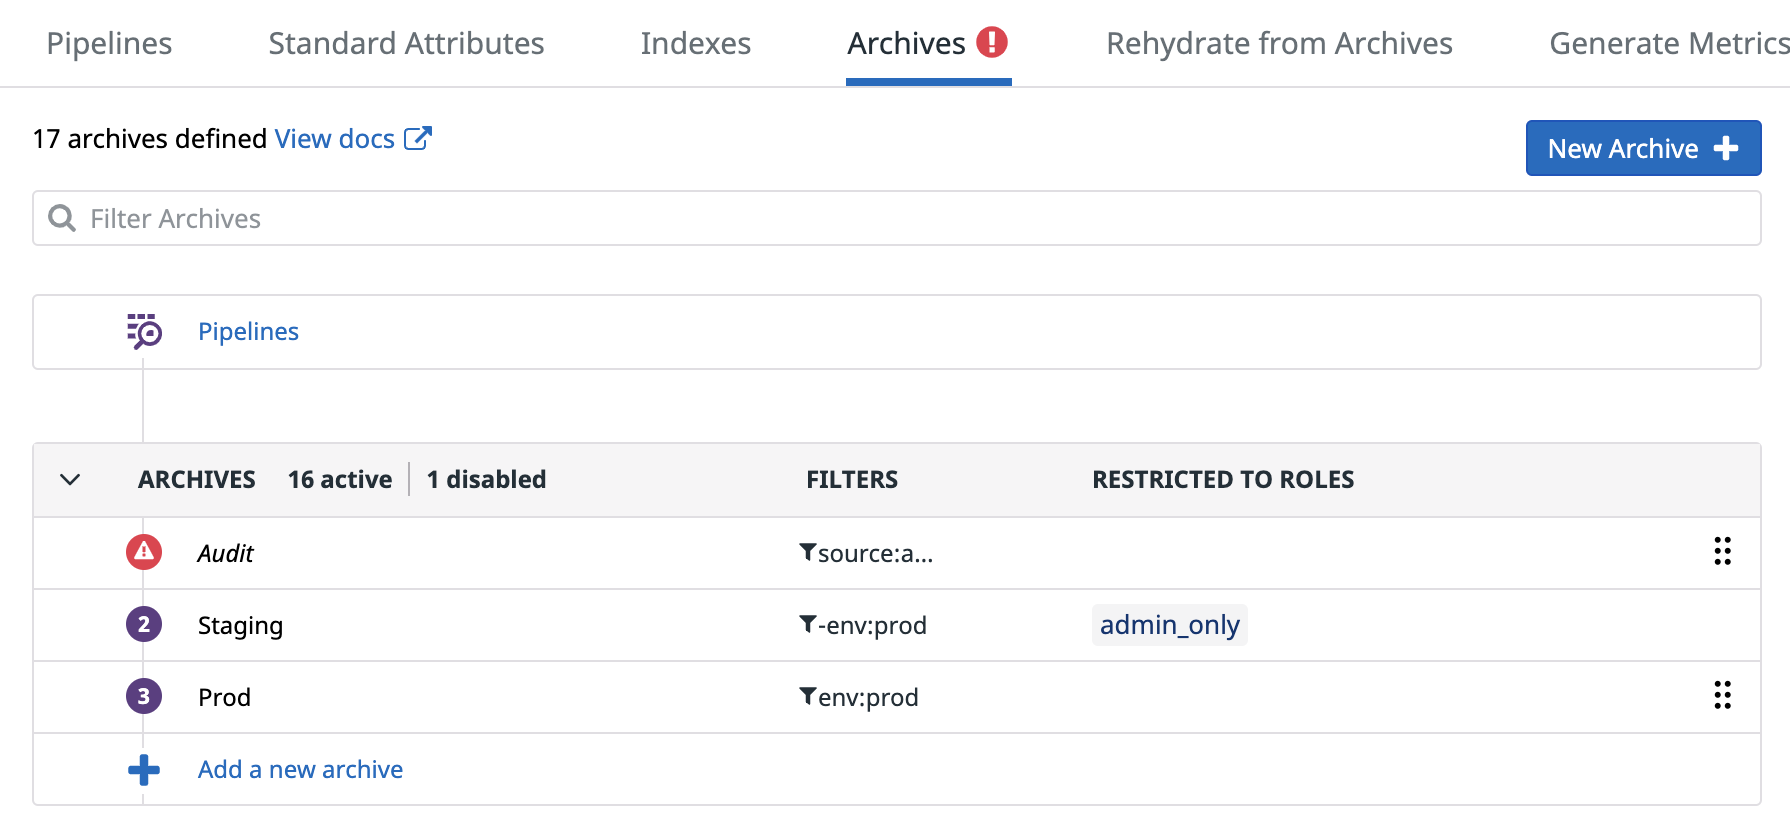 Pipelines Standard Attributes Indexes Archives Rehydrate from Archives Generate Metrics
17 archives defined View docs
New Archive
Filter Archives
Pipelines
ARCHIVES 16 active 1 disabled FILTERS RESTRICTED TO ROLES
Audit source:a...
2 Staging -env:prod admin_only
3 Prod env:prod
Add a new archive